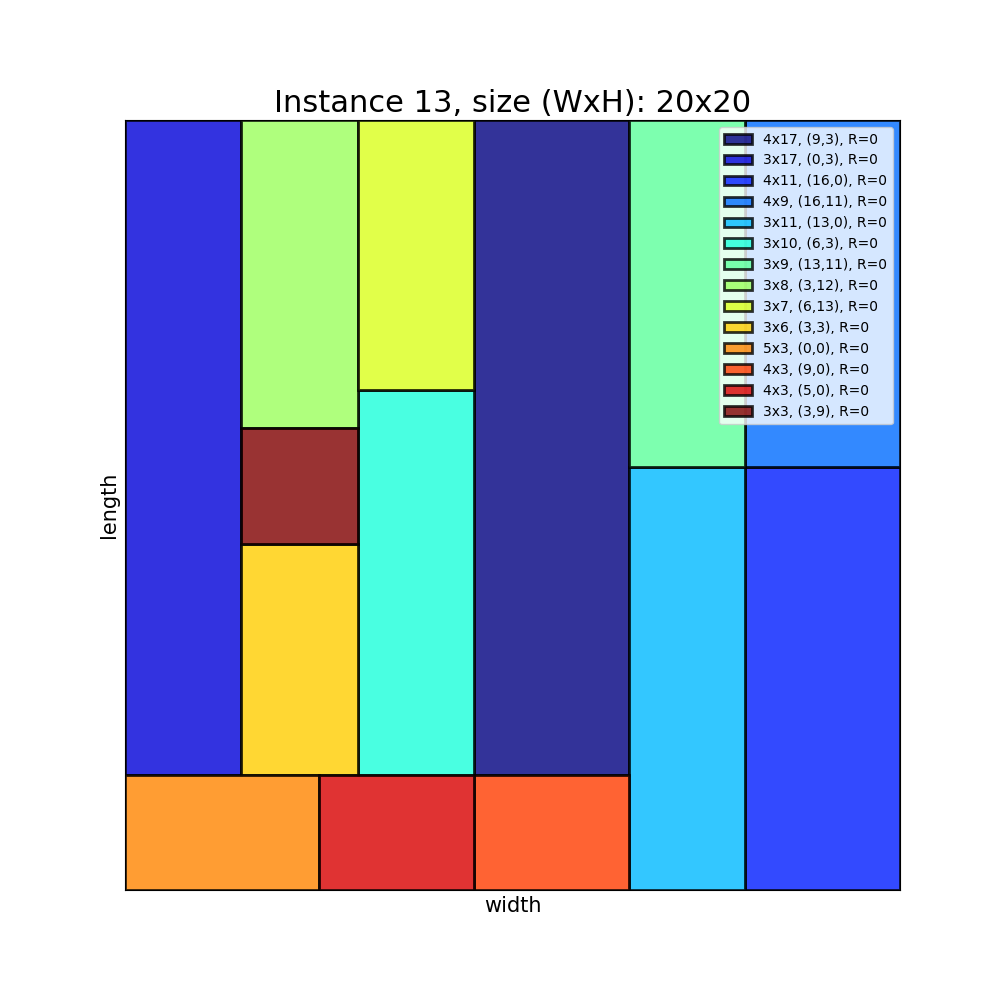 Instance 13, size (WxH): 20x20
4x17, (9,3), R=0
3x17, (0,3), R=0
4x11, (16,0), R=0
4x9, (16,11), R=0
3x11, (13,0), R=0
3x10, (6,3), R=0
3x9, (13,11), R=0
3x8, (3,12), R=0
3x7, (6,13), R=0
3x6, (3,3), R=0
5x3, (0,0), R=0
4x3, (9,0), R=0
4x3, (5,0), R=0
3x3, (3,9), R=0
length
width